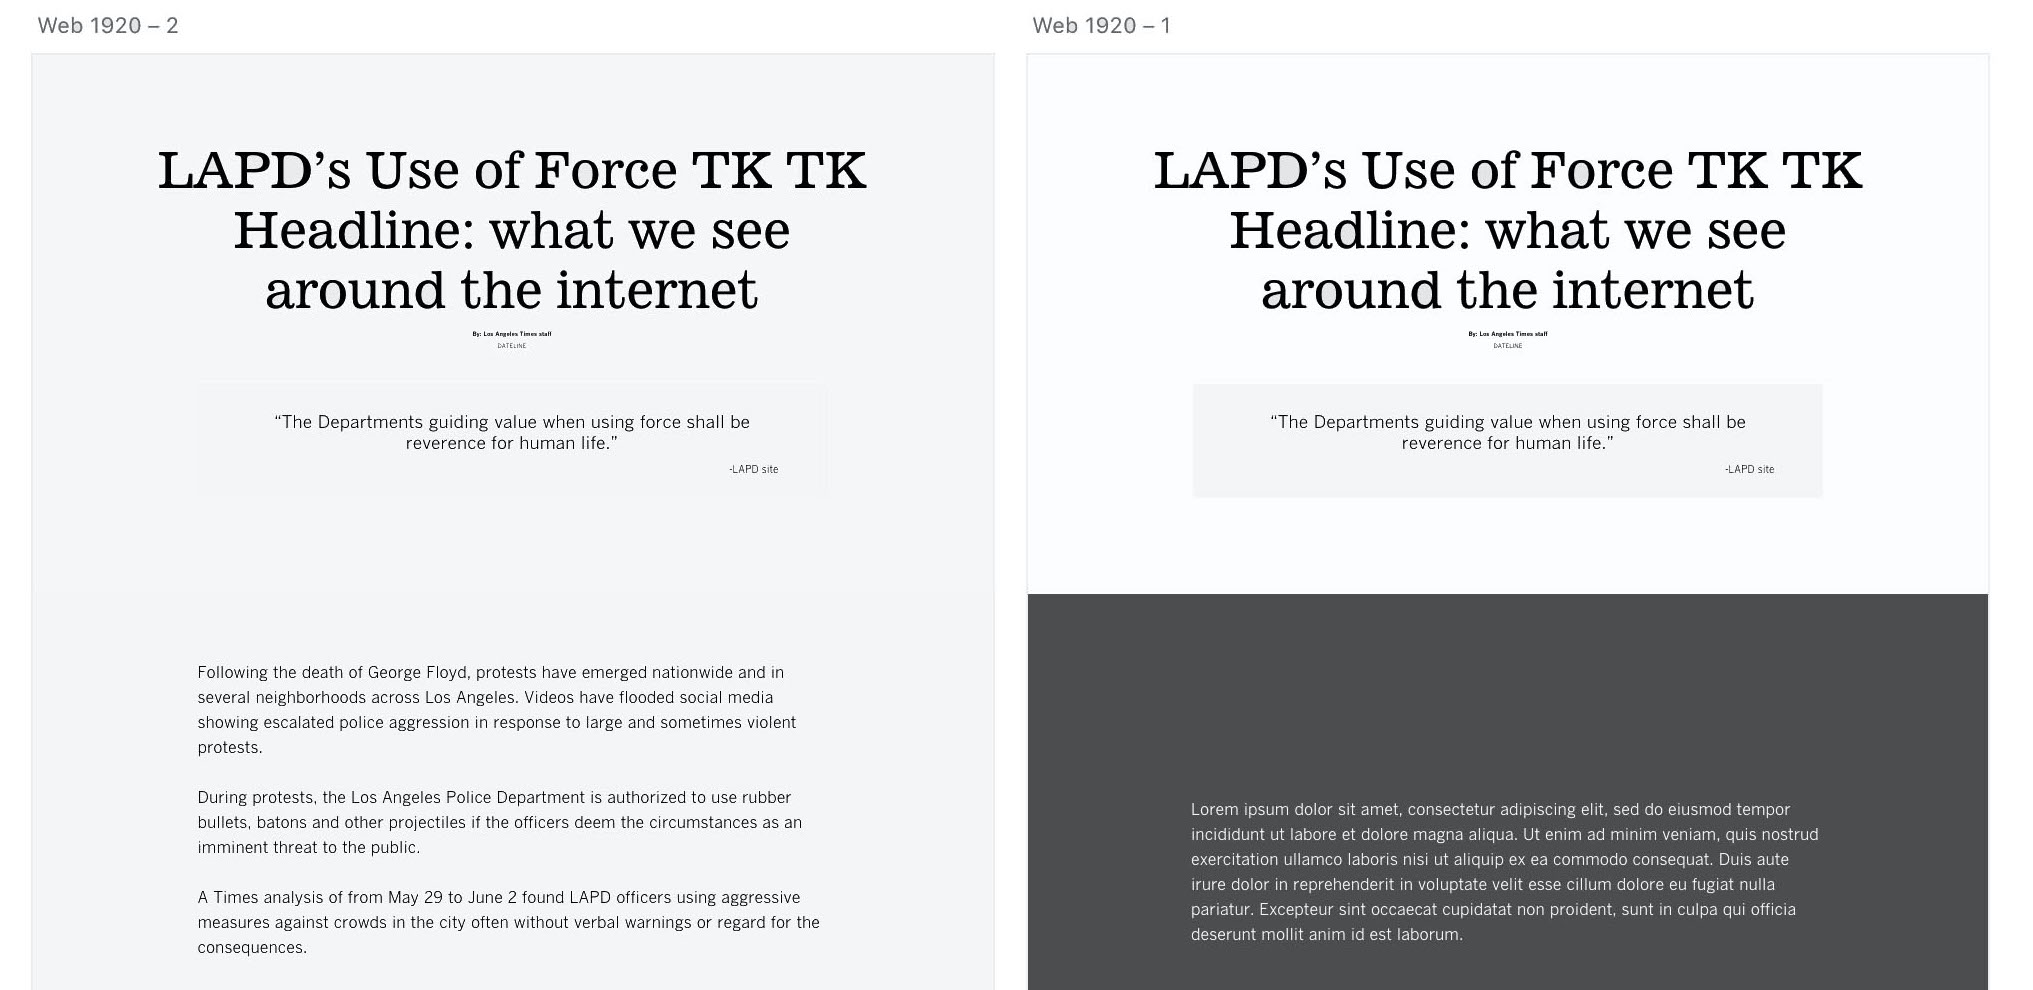 Web 1920 – 2
LAPD’s Use of Force TK TK
Headline: what we see
around the internet
By: Los Angeles Times staff
DATELINE
“The Departments guiding value when using force shall be
reverence for human life.”
-LAPD site
Following the death of George Floyd, protests have emerged nationwide and in
several neighborhoods across Los Angeles. Videos have flooded social media
showing escalated police aggression in response to large and sometimes violent
protests.
During protests, the Los Angeles Police Department is authorized to use rubber
bullets, batons and other projectiles if the officers deem the circumstances as an
imminent threat to the public.
A Times analysis of from May 29 to June 2 found LAPD officers using aggressive
measures against crowds in the city often without verbal warnings or regard for the
consequences.
Web 1920 – 1
LAPD’s Use of Force TK TK
Headline: what we see
around the internet
By: Los Angeles Times staff
DATELINE
“The Departments guiding value when using force shall be
reverence for human life.”
-LAPD site
Lorem ipsum dolor sit amet, consectetur adipiscing elit, sed do eiusmod tempor
incididunt ut labore et dolore magna aliqua. Ut enim ad minim veniam, quis nostrud
exercitation ullamco laboris nisi ut aliquip ex ea commodo consequat. Duis aute
irure dolor in reprehenderit in voluptate velit esse cillum dolore eu fugiat nulla
pariatur. Excepteur sint occaecat cupidatat non proident, sunt in culpa qui officia
deserunt mollit anim id est laborum.